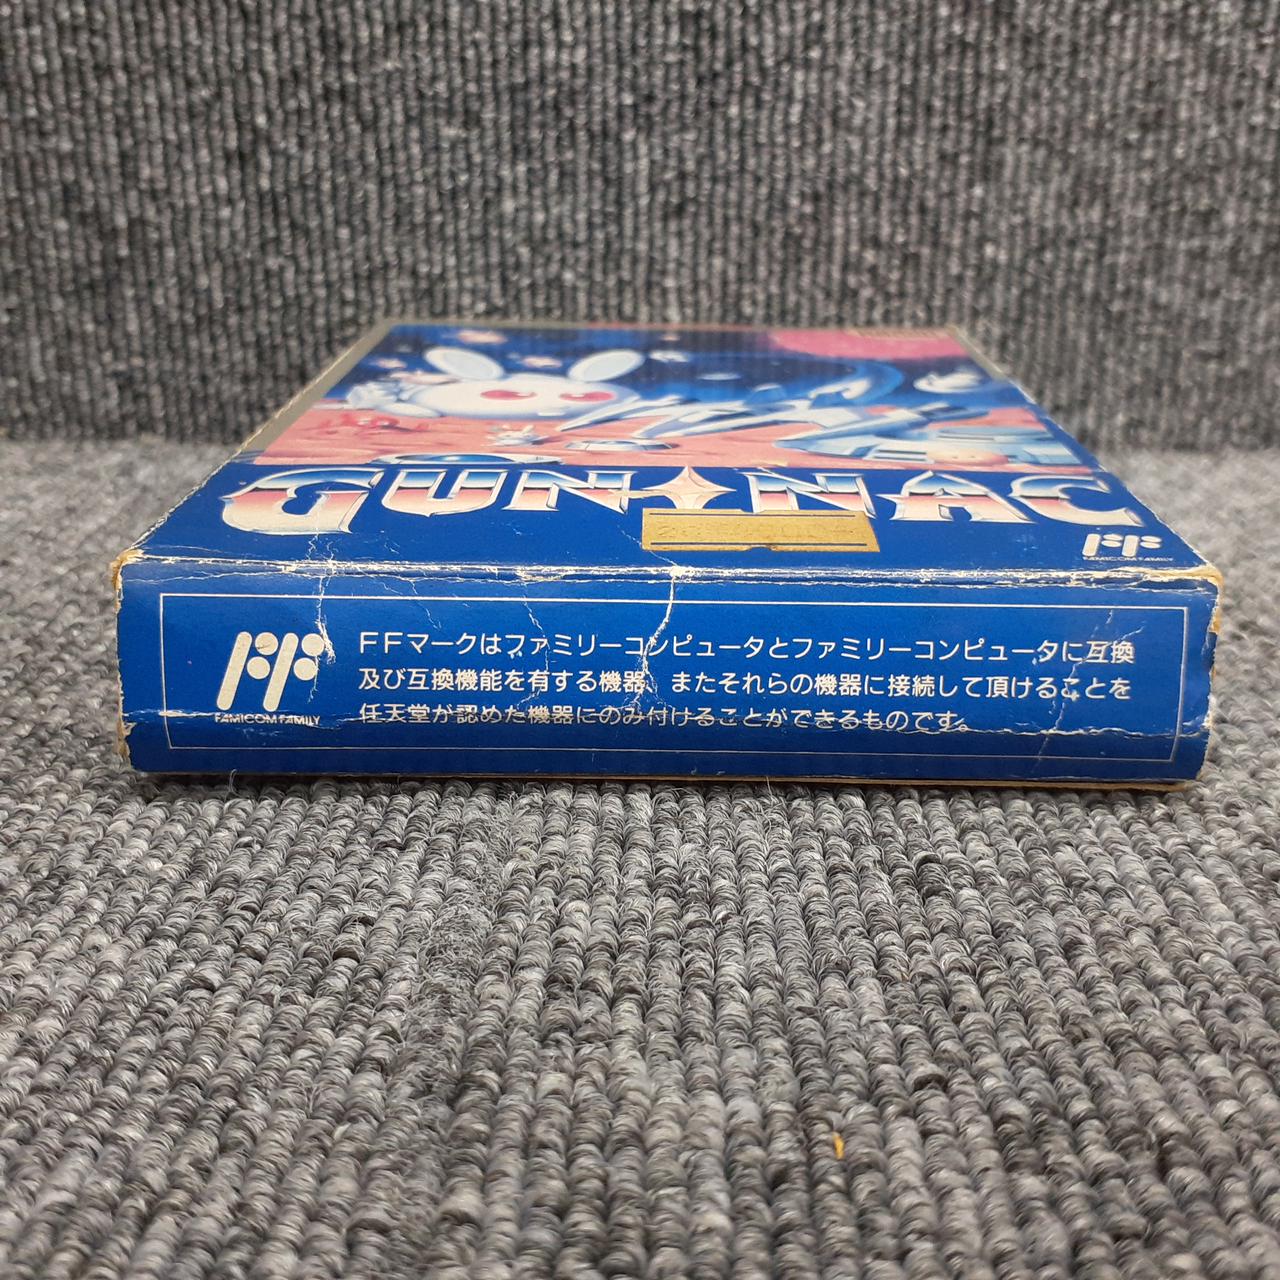 GUN NAC
FAMICOM FAMILY
FAMICOM FAMILY
FFマークはファミリーコンピュータとファミリーコンピュータに互換
及び互換機能を有する機器、またそれらの機器に接続して頂けることを
任天堂が認めた機器にのみ付けることができるものです。